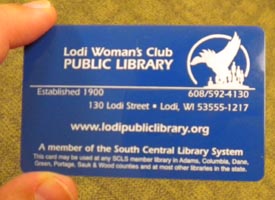 Lodi Woman's Club
PUBLIC LIBRARY
Established 1900
608/592-4130
130 Lodi Street • Lodi, WI 53555-1217
www.lodipubliclibrary.org
A member of the South Central Library System
This card may be used at any SCLS member library in Adams, Columbia, Dane,
Green, Portage, Sauk & Wood counties and at most other libraries in the state.